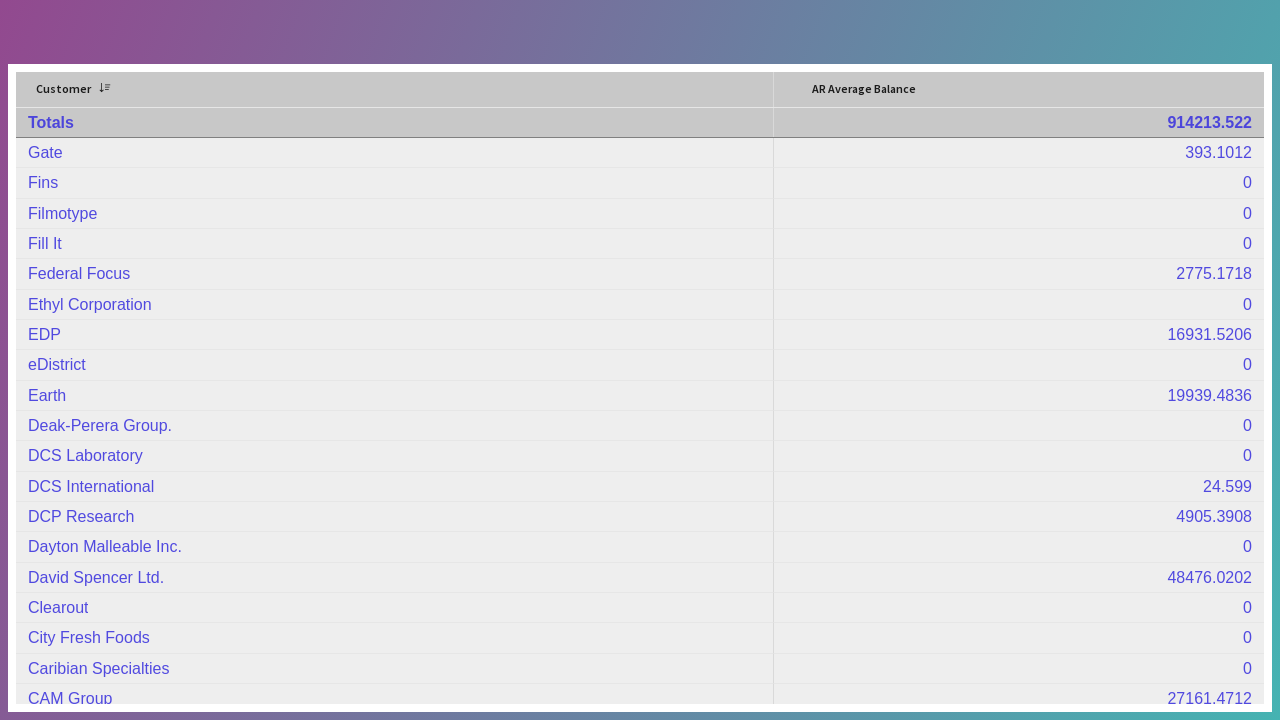 Customer AR Average Balance
Totals 914213.522
Gate 393.1012
Fins 0
Filmotype 0
Fill It 0
Federal Focus 2775.1718
Ethyl Corporation 0
EDP 16931.5206
eDistrict 0
Earth 19939.4836
Deak-Perera Group. 0
DCS Laboratory 0
DCS International 24.599
DCP Research 4905.3908
Dayton Malleable Inc. 0
David Spencer Ltd. 48476.0202
Clearout 0
City Fresh Foods 0
Caribian Specialties 0
CAM Group 27161.4712